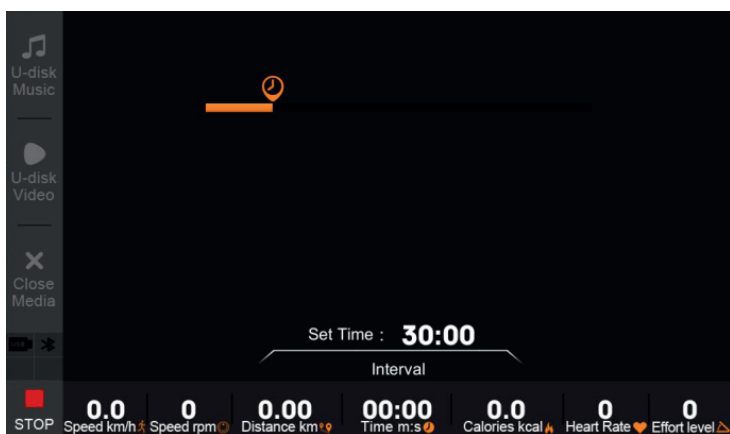 U-disk
Music
U-disk
Video
Close
Media
Set Time : 30:00
Interval
STOP
0.0 0 0.00 00:00 0.0 0 0
Speed km/h Speed rpm Distance km Time m:s Calories kcal Heart Rate Effort level